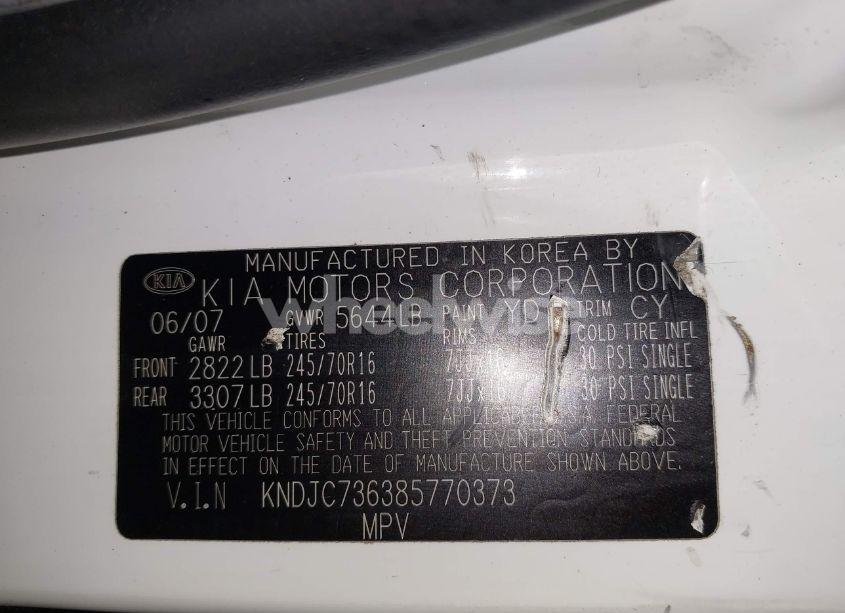 MANUFACTURED IN KOREA BY
KIA KIA MOTORS CORPORATION
06/07 GVWR 5644LB PAINT TRIM CY
GAWR TIRES RIMS COLD TIRE INFL
FRONT 2822LB 245/70R16 30 PSI SINGLE
REAR 3307LB 245/70R16 30 PSI SINGLE
THIS VEHICLE CONFORMS TO ALL FEDERAL
MOTOR VEHICLE SAFETY AND THEFT PREVENTION STANDARDS
IN EFFECT ON THE DATE OF MANUFACTURE SHOWN ABOVE.
V.I.N KNDJC736385770373
MPV